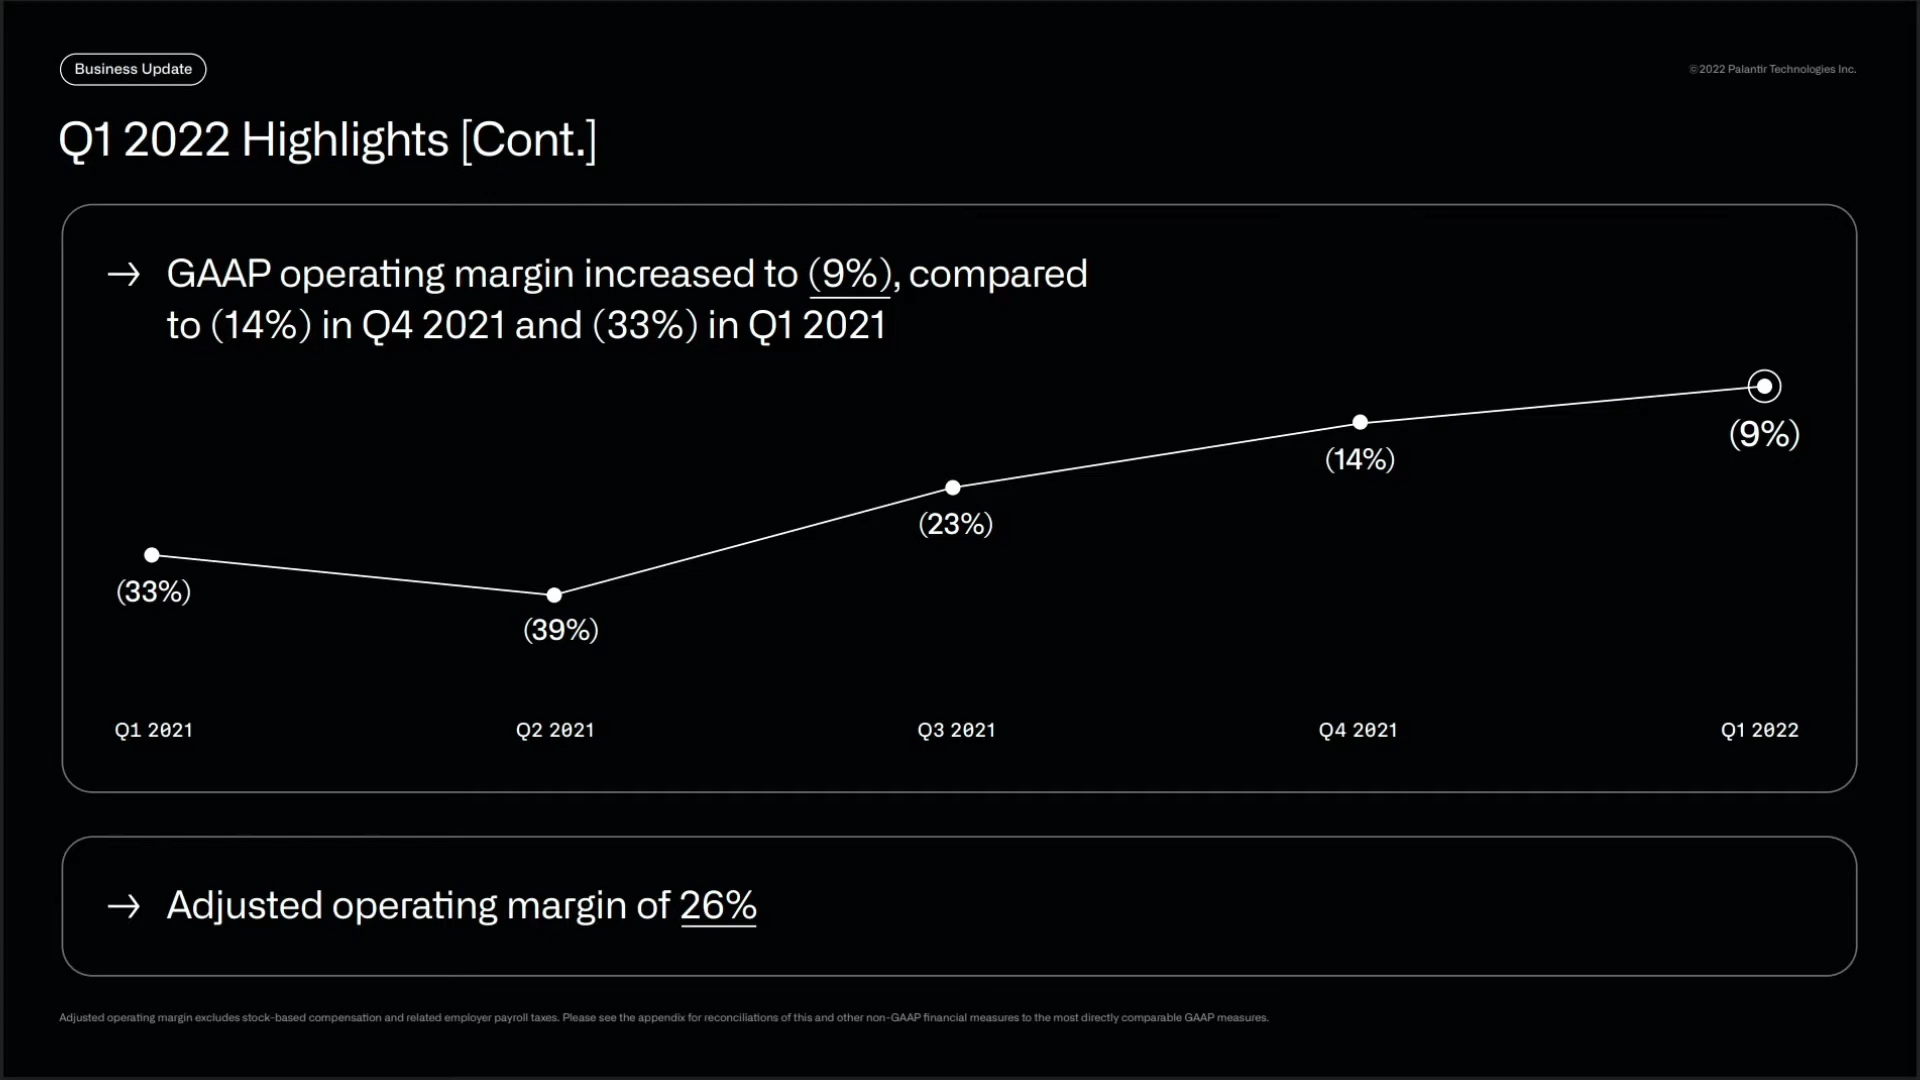 Business Update
©2022 Palantir Technologies Inc.
Q1 2022 Highlights [Cont.]
→ GAAP operating margin increased to (9%), compared
to (14%) in Q4 2021 and (33%) in Q1 2021
(33%)
(39%)
(23%)
(14%)
(9%)
Q1 2021
Q2 2021
Q3 2021
Q4 2021
Q1 2022
→ Adjusted operating margin of 26%
Adjusted operating margin excludes stock-based compensation and related employer payroll taxes. Please see the appendix for reconciliations of this and other non-GAAP financial measures to the most directly comparable GAAP measures.